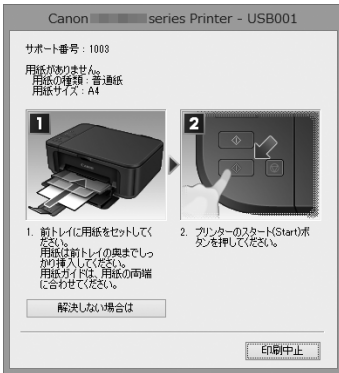 Canon series Printer - USB001
サポート番号 : 1003
用紙がありません。
用紙の種類 : 普通紙
用紙サイズ : A4
1
2
1. 前トレイに用紙をセットしてく
ださい。
用紙は前トレイの奥までしっ
かり挿入してください。
用紙ガイドは、用紙の両端
に合わせてください。
2. プリンターのスタート(Start)ボ
タンを押してください。
解決しない場合は
印刷中止